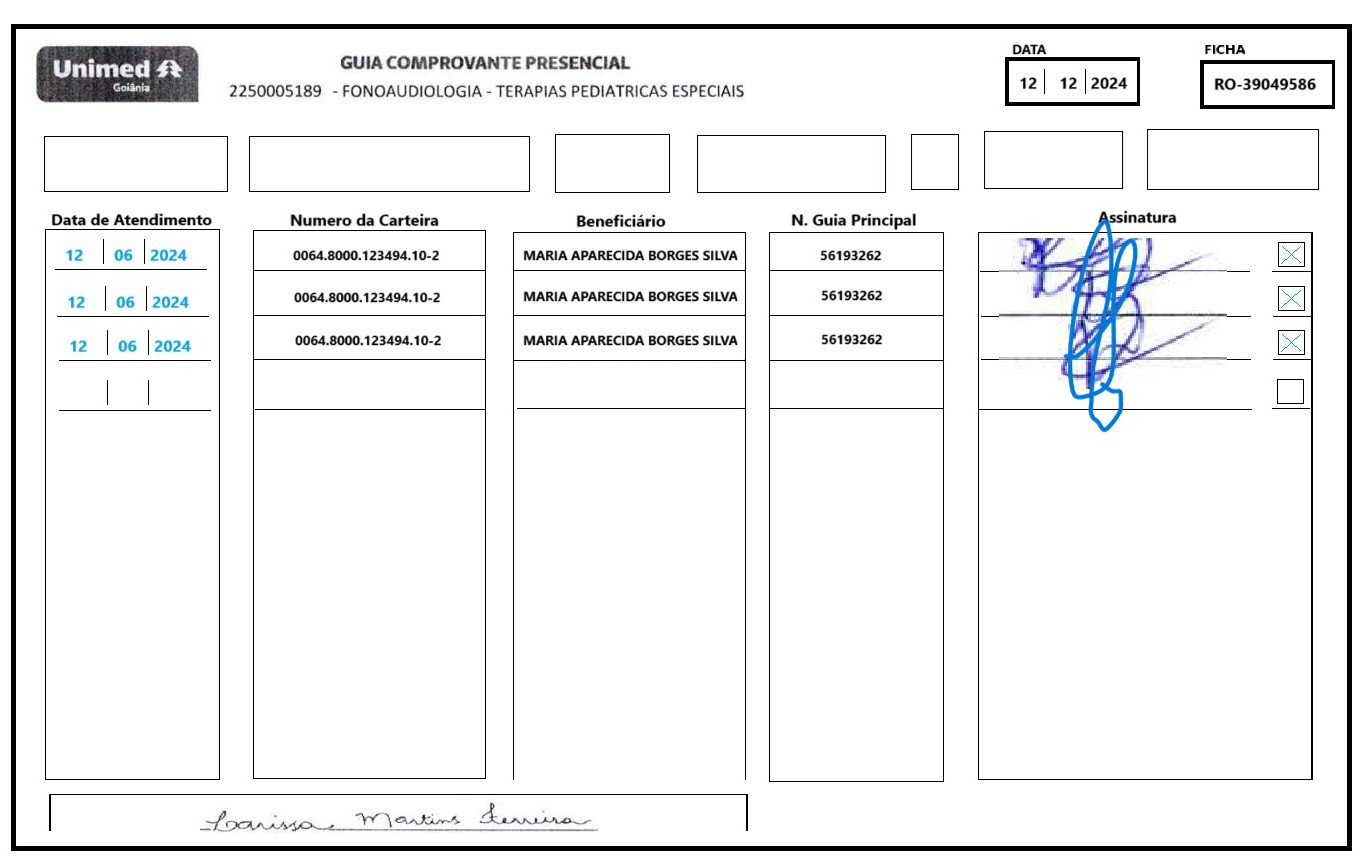 Unimed
Goiânia
GUIA COMPROVANTE PRESENCIAL
2250005189 - FONOAUDIOLOGIA - TERAPIAS PEDIATRICAS ESPECIAIS
DATA
12 | 12 | 2024
FICHA
RO-39049586
Data de Atendimento Numero da Carteira Beneficiário N. Guia Principal Assinatura
12 | 06 | 2024 0064.8000.123494.10-2 MARIA APARECIDA BORGES SILVA 56193262
12 | 06 | 2024 0064.8000.123494.10-2 MARIA APARECIDA BORGES SILVA 56193262
12 | 06 | 2024 0064.8000.123494.10-2 MARIA APARECIDA BORGES SILVA 56193262
Larissa Martins Ferreira